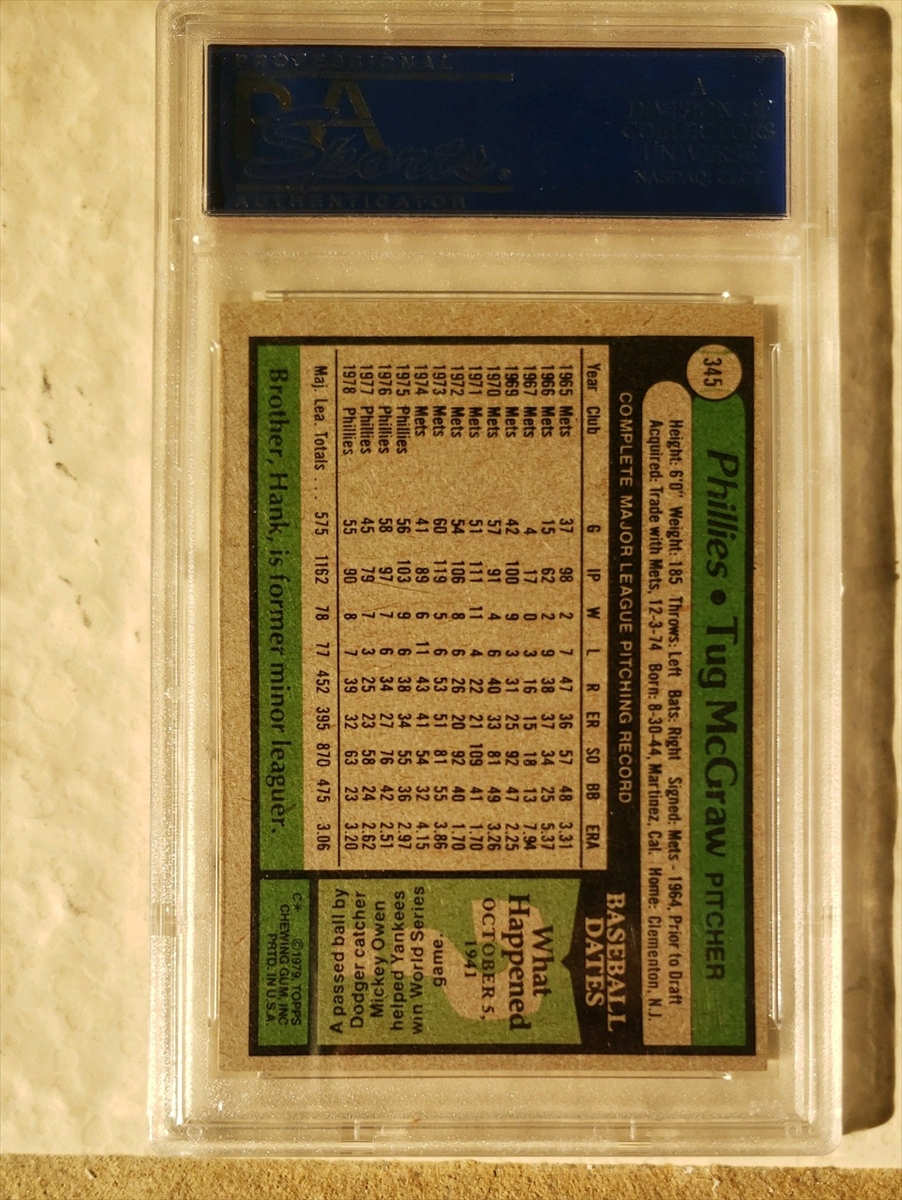 PROFESSIONAL
PSA
Sports®
AUTHENTICATOR
A
DIVISION OF
COLLECTORS
UNIVERSE
NASDAQ: CLCT
345
Phillies • Tug McGraw PITCHER
Height: 6'0" Weight: 185 Throws: Left Bats: Right Signed: Mets - 1964, Prior to Draft
Acquired: Trade with Mets, 12-3-74 Born: 8-30-44, Martinez, Cal. Home: Clementon, N.J.
COMPLETE MAJOR LEAGUE PITCHING RECORD
Year Club G IP W L R ER SO BB ERA
1965 Mets 37 98 2 7 47 36 57 48 3.31
1966 Mets 15 62 2 9 38 37 34 25 5.37
1967 Mets 4 17 0 3 16 15 18 13 7.94
1969 Mets 42 100 9 3 31 25 92 47 2.25
1970 Mets 57 91 4 6 40 33 81 49 3.26
1971 Mets 51 111 11 4 22 21 109 41 1.70
1972 Mets 54 106 8 6 26 20 92 40 1.70
1973 Mets 60 119 5 6 53 51 81 55 3.86
1974 Mets 41 89 6 11 43 41 54 32 4.15
1975 Phillies 56 103 9 6 38 34 55 36 2.97
1976 Phillies 58 97 7 6 34 27 76 42 2.51
1977 Phillies 45 79 7 3 25 23 58 24 2.62
1978 Phillies 55 90 8 7 39 32 63 23 3.20
Maj. Lea. Totals . . . 575 1162 78 77 452 395 870 475 3.06
Brother, Hank, is former minor leaguer.
BASEBALL
DATES
What
Happened
OCTOBER 5,
1941
A passed ball by
Dodger catcher
Mickey Owen
helped Yankees
win World Series
game
C* ©1979, TOPPS
CHEWING GUM, INC
PRTD. IN U.S.A.